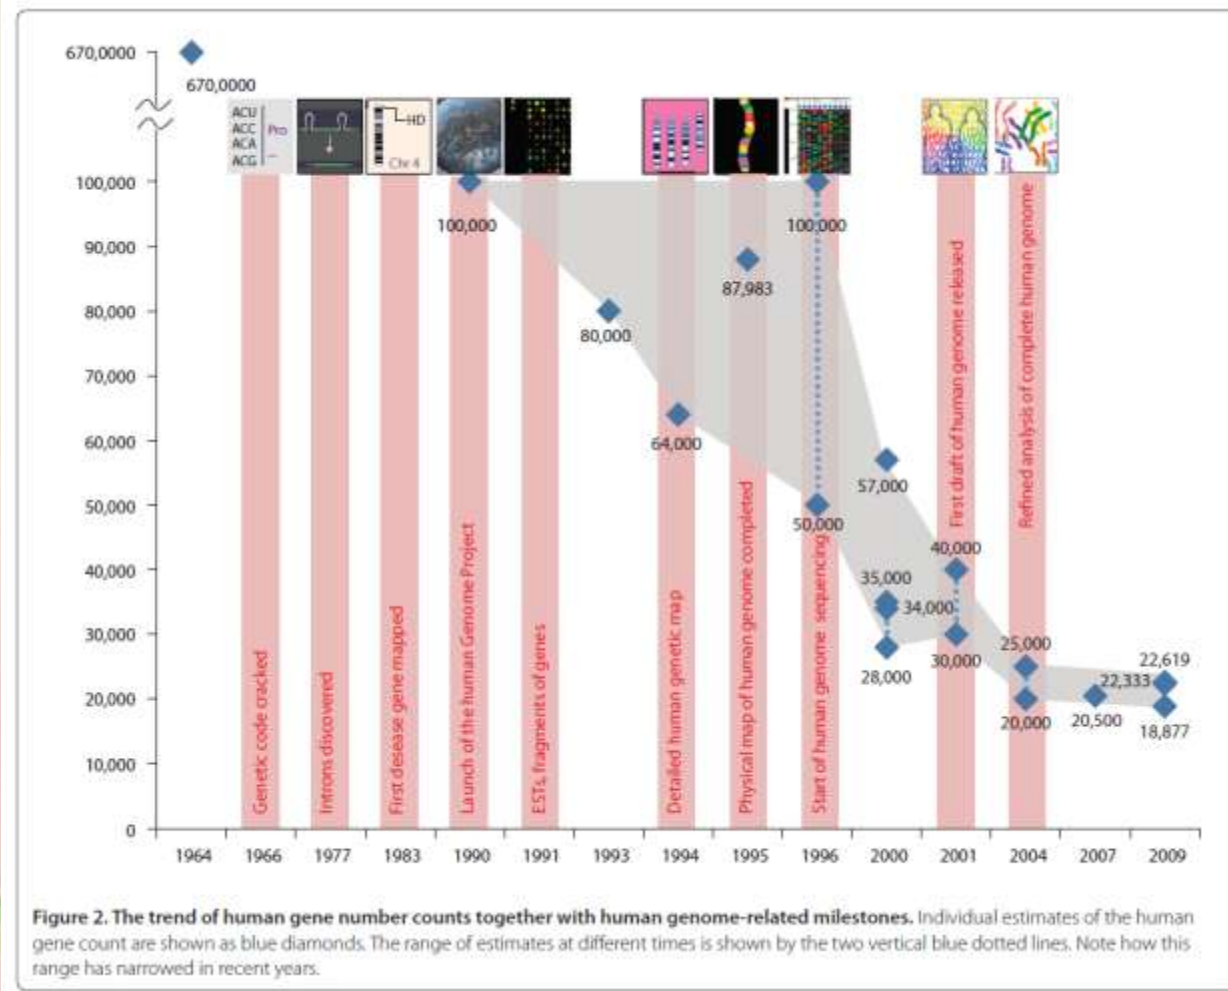 670,0000
670,0000
ACU
ACC
ACA
ACG
Pro
HD
Chr 4
100,000
90,000
80,000
70,000
60,000
50,000
40,000
30,000
20,000
10,000
0
100,000
80,000
64,000
87,983
100,000
50,000
57,000
35,000
34,000
28,000
40,000
30,000
25,000
20,000
20,500
22,619
22,333
18,877
Genetic code cracked
Introns discovered
First desease gene mapped
Launch of the human Genome Project
ESTs, fragments of genes
Detailed human genetic map
Physical map of human genome completed
Start of human genome sequencing
First draft of human genome released
Refined analysis of complete human genome
1964 1966 1977 1983 1990 1991 1993 1994 1995 1996 2000 2001 2004 2007 2009
Figure 2. The trend of human gene number counts together with human genome-related milestones. Individual estimates of the human
gene count are shown as blue diamonds. The range of estimates at different times is shown by the two vertical blue dotted lines. Note how this
range has narrowed in recent years.